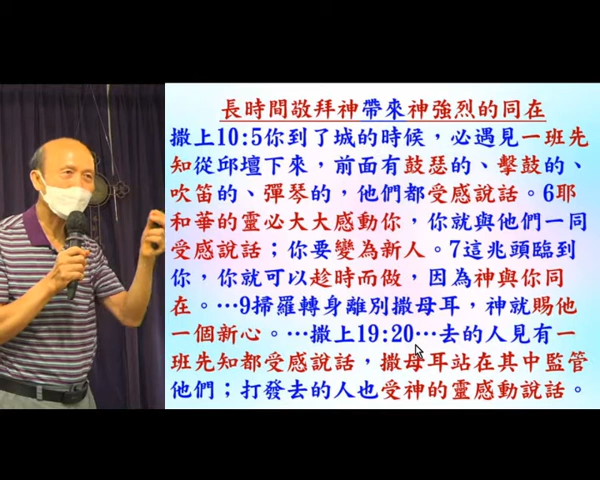 長時間敬拜神帶來神強烈的同在
撒上10:5你到了城的時候，必遇見一班先
知從邱壇下來，前面有鼓瑟的、擊鼓的、
吹笛的、彈琴的，他們都受感說話。6耶
和華的靈必大大感動你，你就與他們一同
受感說話；你要變為新人。7這兆頭臨到
你，你就可以趁時而做，因為神與你同
在。…9掃羅轉身離別撒母耳，神就賜他
一個新心。…撒上19:20…去的人見有一
班先知都受感說話，撒母耳站在其中監管
他們；打發去的人也受神的靈感動說話。